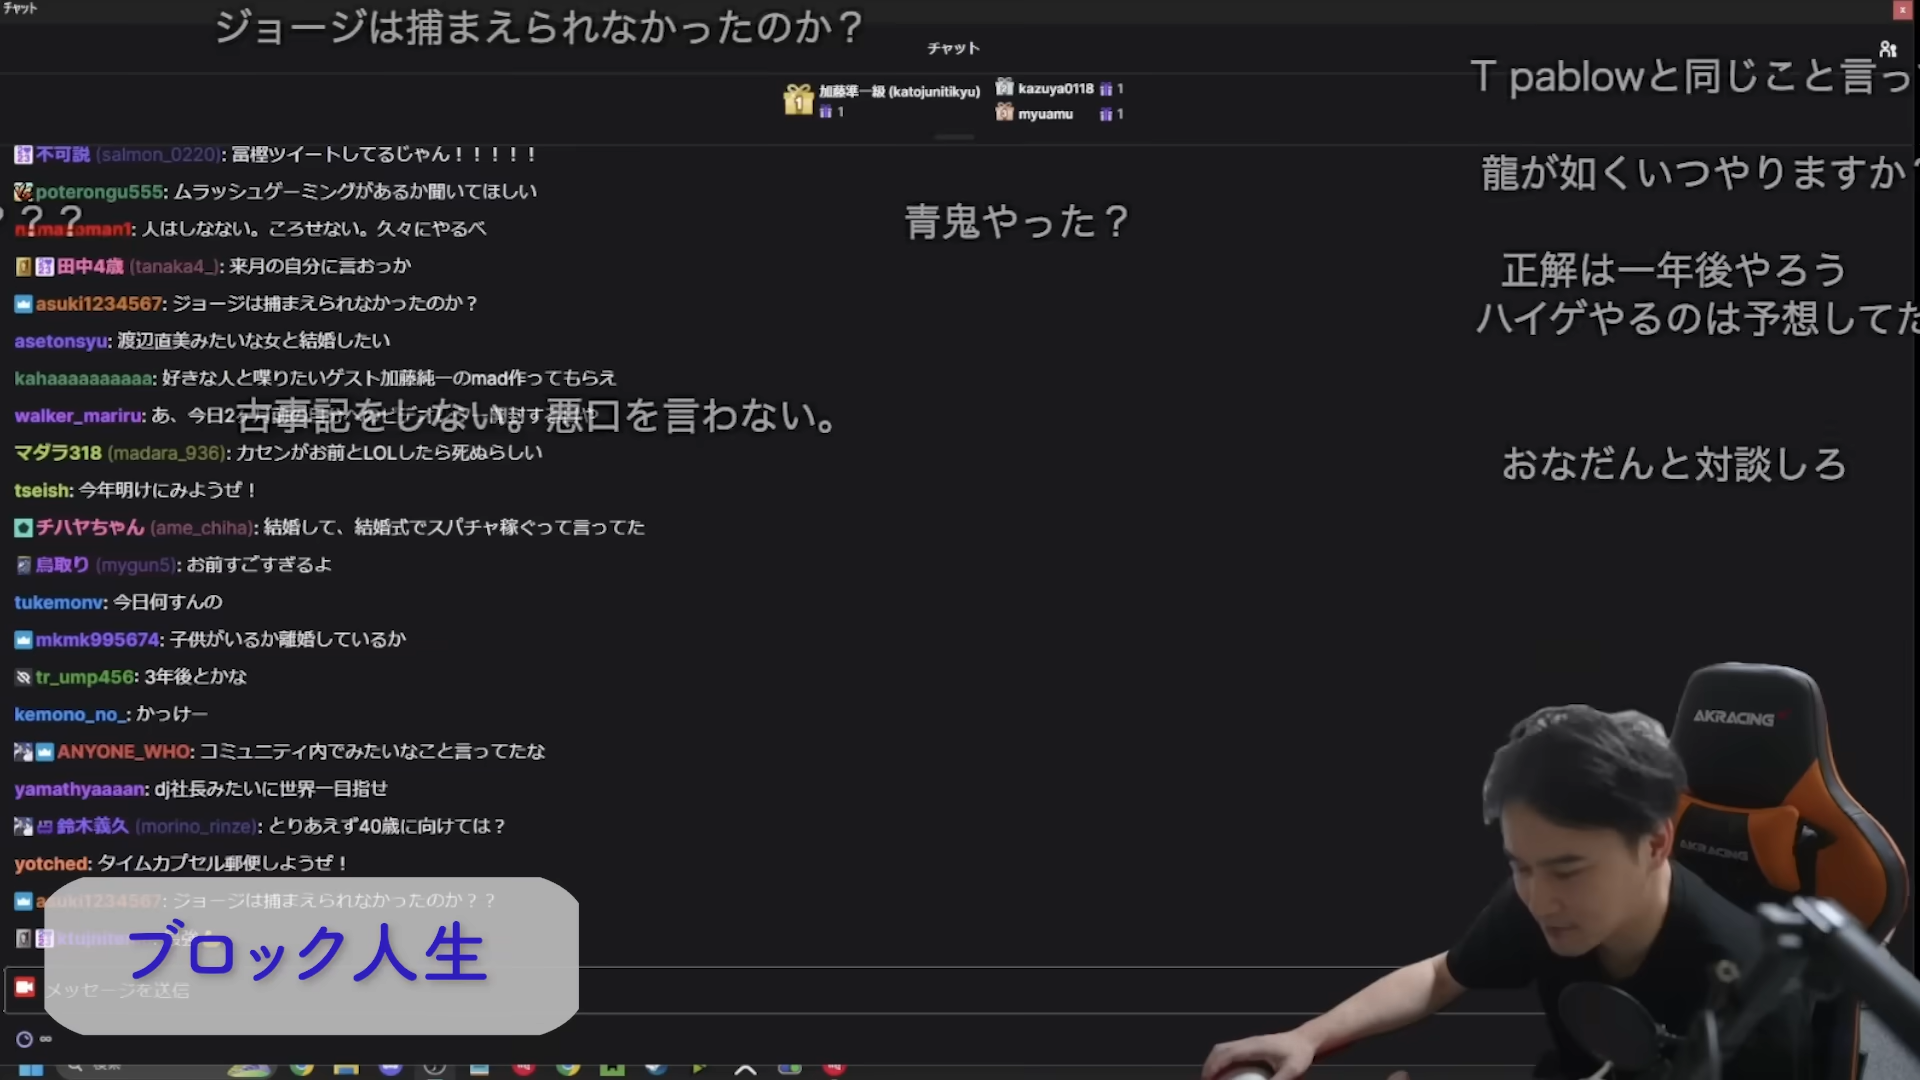 チャット
ジョージは捕まえられなかったのか？
チャット
T pablowと同じこと言っ
加藤準一級 (katojunitikyu)
1
kazuya0118 1
myuamu 1
不可説 (salmon_0220): 冨樫ツイートしてるじゃん！！！！！
龍が如くいつやりますか？
poterongu555: ムラッシュゲーミングがあるか聞いてほしい
？？？
青鬼やった？
人はしなない。ころせない。久々にやるべ
田中4歳 (tanaka4_): 来月の自分に言おっか
正解は一年後やろう
asuki1234567: ジョージは捕まえられなかったのか？
ハイゲやるのは予想してた
asetonsyu: 渡辺直美みたいな女と結婚したい
kahaaaaaaaaaa: 好きな人と喋りたいゲスト加藤純一のmad作ってもらえ
walker_mariru: あ、今日2
古事記をしない。悪口を言わない。
マダラ318 (madara_936): カセンがお前とLOLしたら死ぬらしい
おなだんと対談しろ
tseish: 今年明けにみようぜ！
チハヤちゃん (ame_chiha): 結婚して、結婚式でスパチャ稼ぐって言ってた
鳥取り (mygun5): お前すごすぎるよ
tukemonv: 今日何すんの
mkmk995674: 子供がいるか離婚しているか
tr_ump456: 3年後とかな
kemono_no_: かっけー
ANYONE_WHO: コミュニティ内でみたいなこと言ってたな
yamathyaaaan: dj社長みたいに世界一目指せ
鈴木義久 (morino_rinze): とりあえず40歳に向けては？
yotched: タイムカプセル郵便しようぜ！
asuki1234567: ジョージは捕まえられなかったのか？？
ブロック人生
メッセージを送信
検索
AKRACING
AKRACING